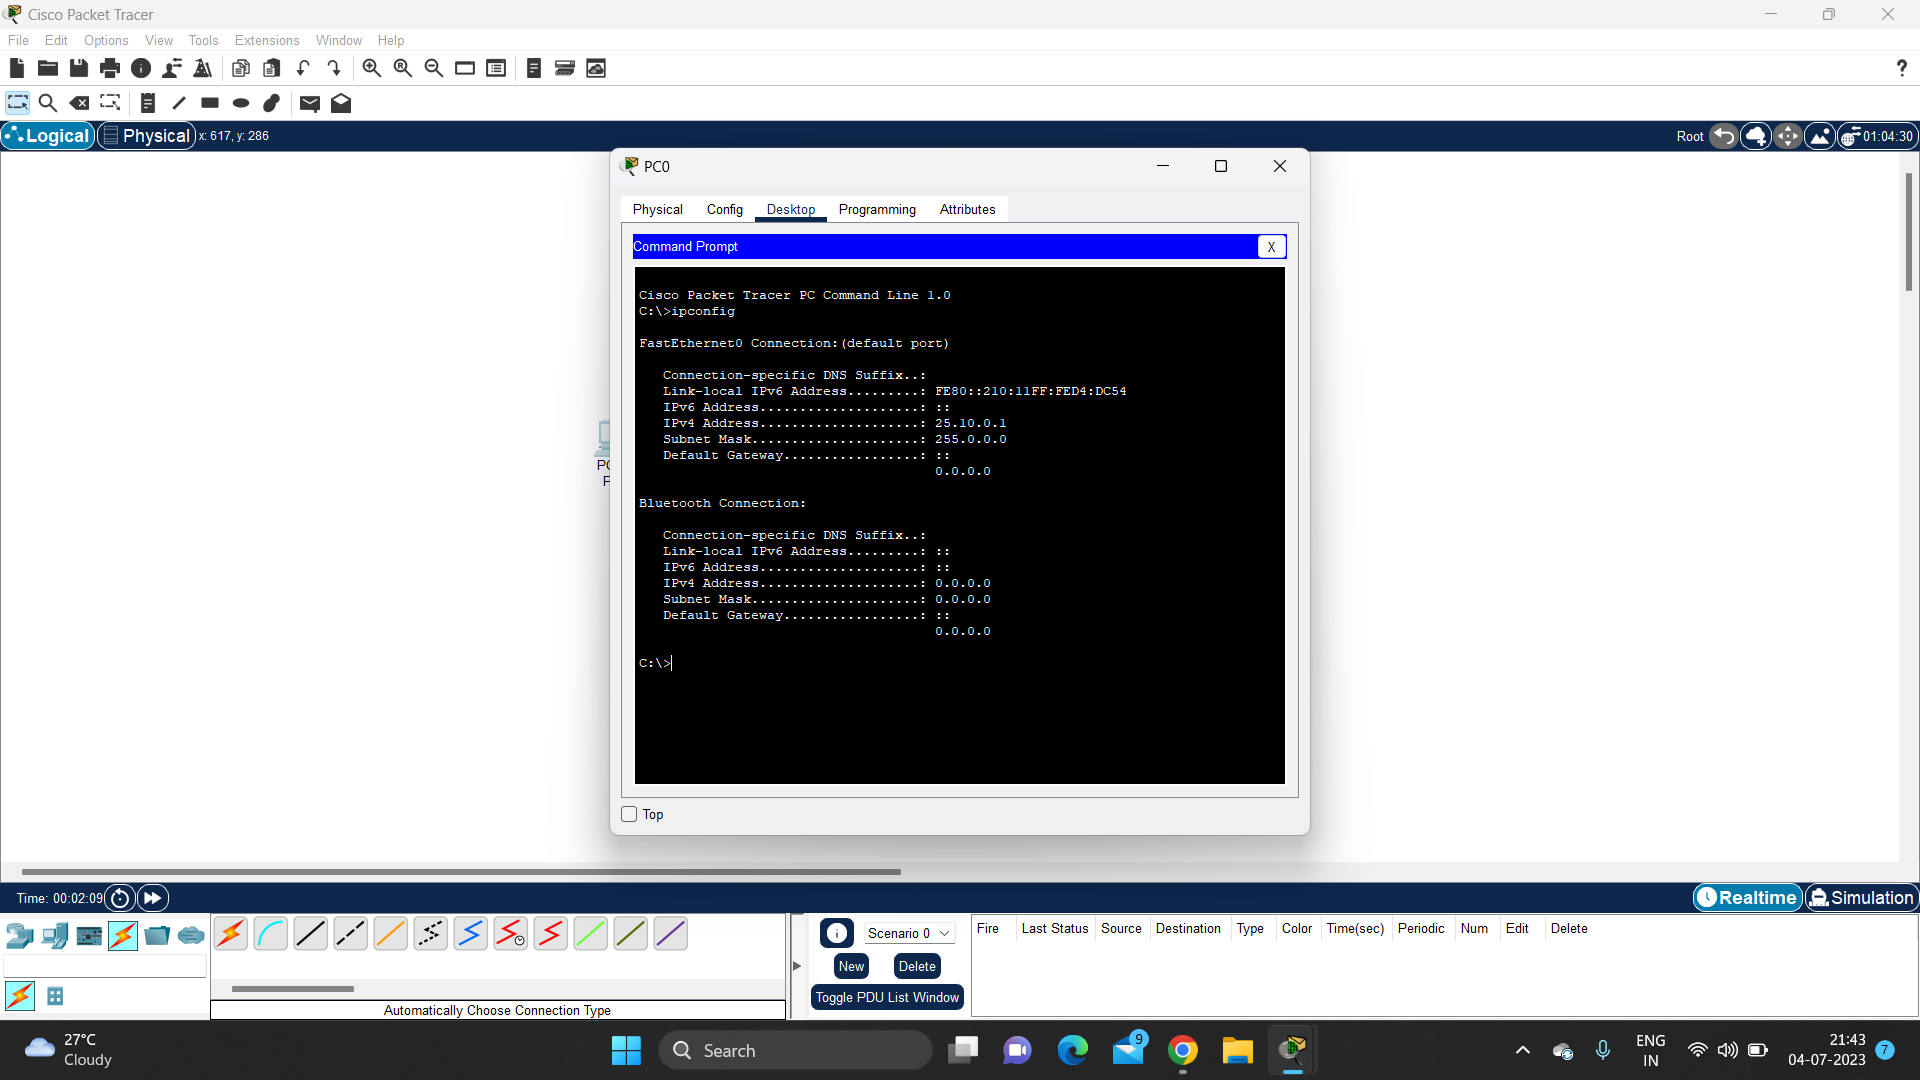 Cisco Packet Tracer
File Edit Options View Tools Extensions Window Help
?
Logical Physical x: 617, y: 286 Root 01:04:30
PC0
Physical Config Desktop Programming Attributes
Command Prompt X
Cisco Packet Tracer PC Command Line 1.0
C:\>ipconfig
FastEthernet0 Connection:(default port)
Connection-specific DNS Suffix..:
Link-local IPv6 Address.........: FE80::210:11FF:FED4:DC54
IPv6 Address....................: ::
IPv4 Address....................: 25.10.0.1
Subnet Mask.....................: 255.0.0.0
Default Gateway.................: ::
0.0.0.0
Bluetooth Connection:
Connection-specific DNS Suffix..:
Link-local IPv6 Address.........: ::
IPv6 Address....................: ::
IPv4 Address....................: 0.0.0.0
Subnet Mask.....................: 0.0.0.0
Default Gateway.................: ::
0.0.0.0
C:\>
Top
Time: 00:02:09 Realtime Simulation
Scenario 0
New Delete
Toggle PDU List Window
Fire Last Status Source Destination Type Color Time(sec) Periodic Num Edit Delete
Automatically Choose Connection Type
27°C
Cloudy
Search
9
ENG
IN
21:43
04-07-2023
7